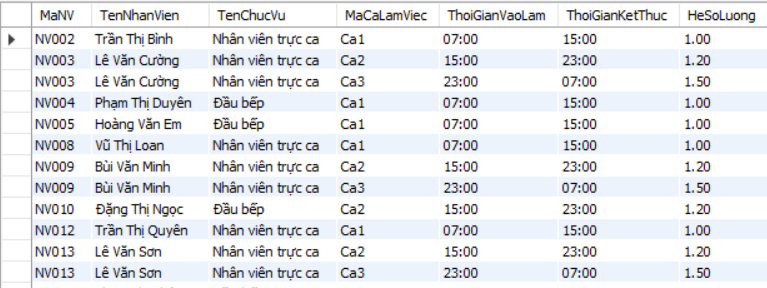 MaNV TenNhanVien TenChucVu MaCaLamViec ThoiGianVaoLam ThoiGianKetThuc HeSoLuong
NV002 Trần Thị Bình Nhân viên trực ca Ca1 07:00 15:00 1.00
NV003 Lê Văn Cường Nhân viên trực ca Ca2 15:00 23:00 1.20
NV003 Lê Văn Cường Nhân viên trực ca Ca3 23:00 07:00 1.50
NV004 Phạm Thị Duyên Đầu bếp Ca1 07:00 15:00 1.00
NV005 Hoàng Văn Em Đầu bếp Ca1 07:00 15:00 1.00
NV008 Vũ Thị Loan Nhân viên trực ca Ca1 07:00 15:00 1.00
NV009 Bùi Văn Minh Nhân viên trực ca Ca2 15:00 23:00 1.20
NV009 Bùi Văn Minh Nhân viên trực ca Ca3 23:00 07:00 1.50
NV010 Đặng Thị Ngọc Đầu bếp Ca2 15:00 23:00 1.20
NV012 Trần Thị Quyên Nhân viên trực ca Ca1 07:00 15:00 1.00
NV013 Lê Văn Sơn Nhân viên trực ca Ca2 15:00 23:00 1.20
NV013 Lê Văn Sơn Nhân viên trực ca Ca3 23:00 07:00 1.50